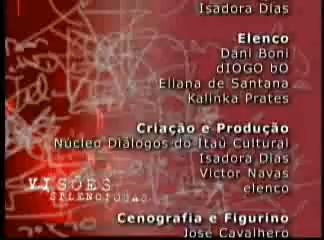 Isadora Dias
Elenco
Dani Boni
dIOGO bO
Eliana de Santana
Kalinka Prates
Criação e Produção
Núcleo Diálogos do Itaú Cultural
Isadora Dias
Victor Navas
elenco
VISÕES
Cenografia e Figurino
José Cavalhero